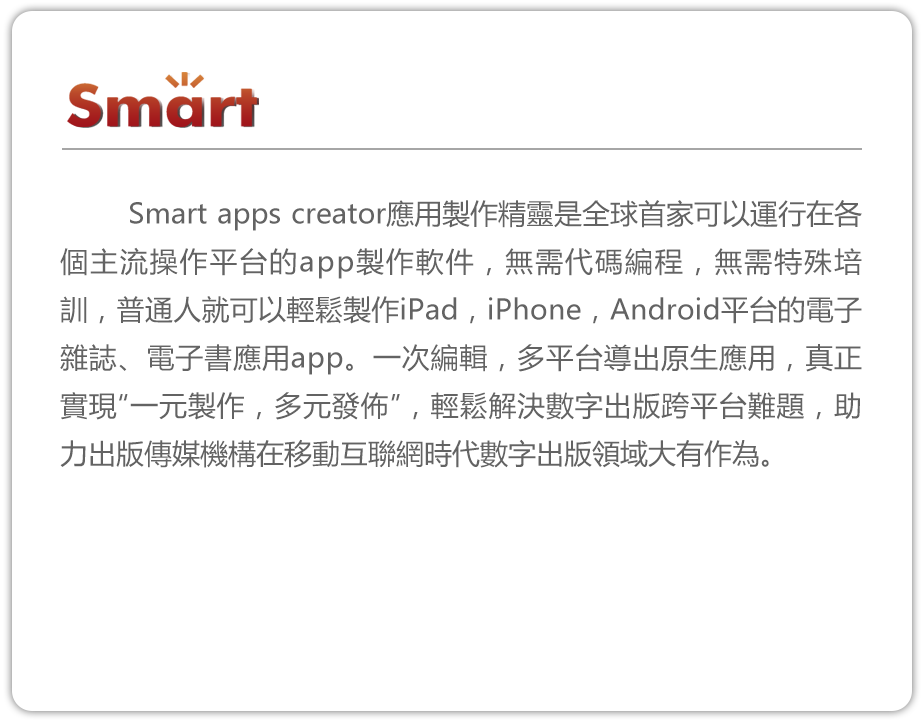 Smart
Smart apps creator應用製作精靈是全球首家可以運行在各
個主流操作平台的app製作軟件，無需代碼編程，無需特殊培
訓，普通人就可以輕鬆製作iPad，iPhone，Android平台的電子
雜誌、電子書應用app。一次編輯，多平台導出原生應用，真正
實現“一元製作，多元發佈”，輕鬆解決數字出版跨平台難題，助
力出版傳媒機構在移動互聯網時代數字出版領域大有作為。